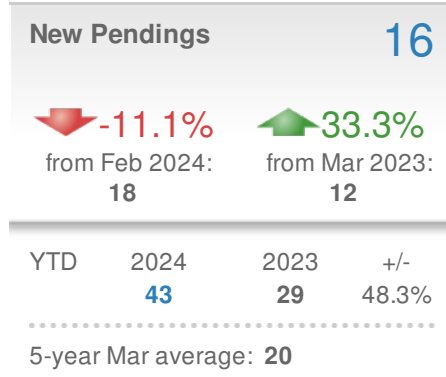 New Pendings 16
-11.1% 33.3%
from Feb 2024: from Mar 2023:
18 12
YTD 2024 2023 +/-
43 29 48.3%
5-year Mar average: 20